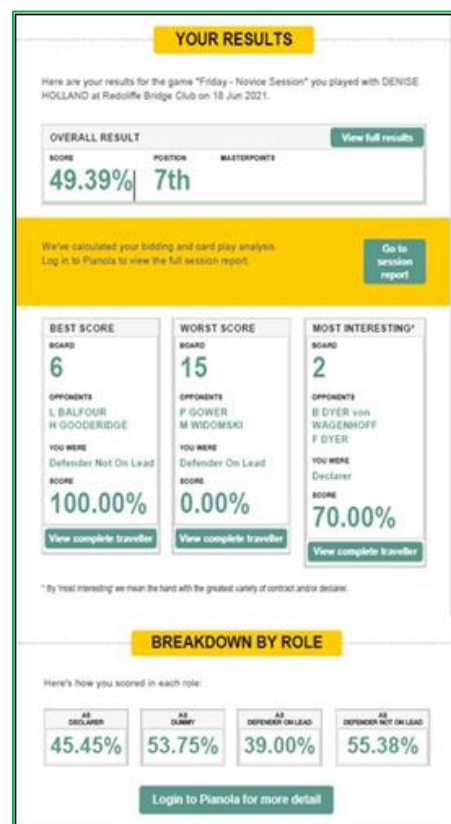 YOUR RESULTS
Here are your results for the game "Friday - Novice Session" you played with DENISE
HOLLAND at Redcliffe Bridge Club on 18 Jun 2021.
OVERALL RESULT
View full results
SCORE POSITION MASTERPOINTS
49.39% 7th
We've calculated your bidding and card play analysis.
Log in to Pianola to view the full session report.
Go to
session
report
BEST SCORE
BOARD
6
OPPONENTS
L BALFOUR
H GOODERIDGE
YOU WERE
Defender Not On Lead
SCORE
100.00%
View complete traveller
WORST SCORE
BOARD
15
OPPONENTS
P GOWER
M WIDOMSKI
YOU WERE
Defender On Lead
SCORE
0.00%
View complete traveller
MOST INTERESTING*
BOARD
2
OPPONENTS
B DYER von
WAGENHOFF
F DYER
YOU WERE
Declarer
SCORE
70.00%
View complete traveller
* By 'most interesting' we mean the hand with the greatest variety of contract and/or declarer.
BREAKDOWN BY ROLE
Here's how you scored in each role:
AS
DECLARER
45.45%
AS
DUMMY
53.75%
AS
DEFENDER ON LEAD
39.00%
AS
DEFENDER NOT ON LEAD
55.38%
Login to Pianola for more detail